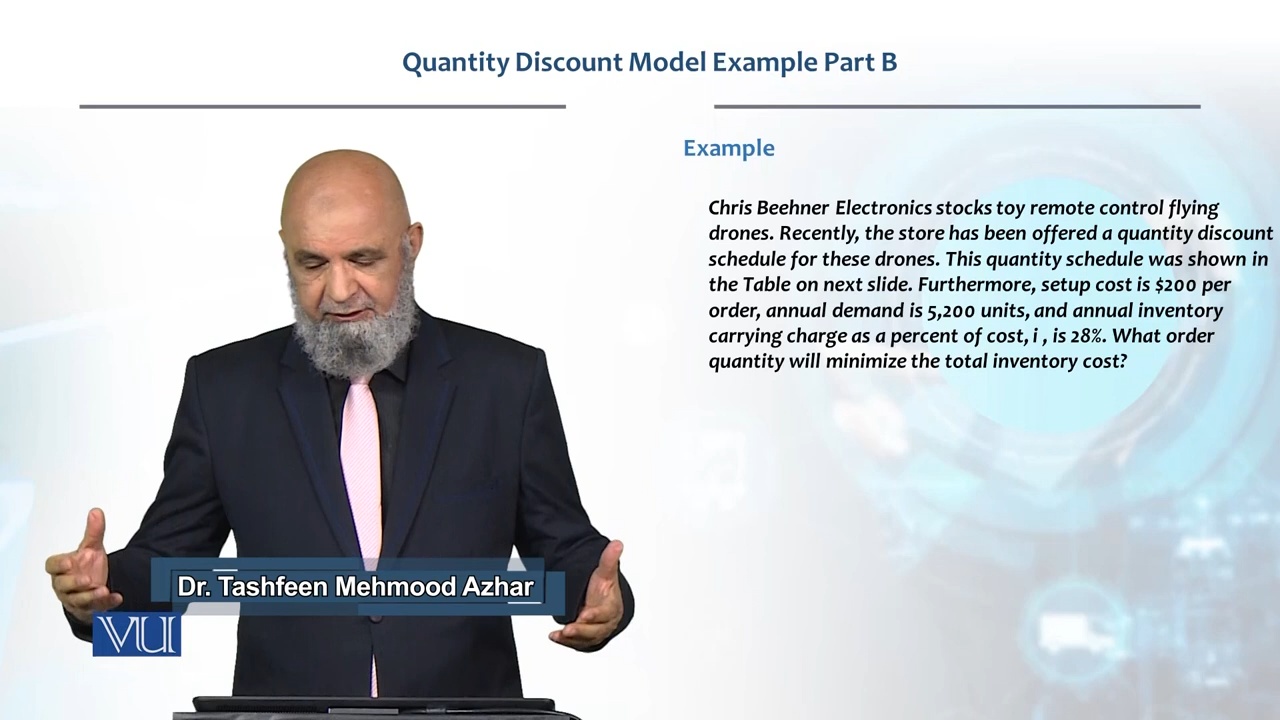 Quantity Discount Model Example Part B
Example
Chris Beehner Electronics stocks toy remote control flying
drones. Recently, the store has been offered a quantity discount
schedule for these drones. This quantity schedule was shown in
the Table on next slide. Furthermore, setup cost is $200 per
order, annual demand is 5,200 units, and annual inventory
carrying charge as a percent of cost, i , is 28%. What order
quantity will minimize the total inventory cost?
Dr. Tashfeen Mehmood Azhar
VU